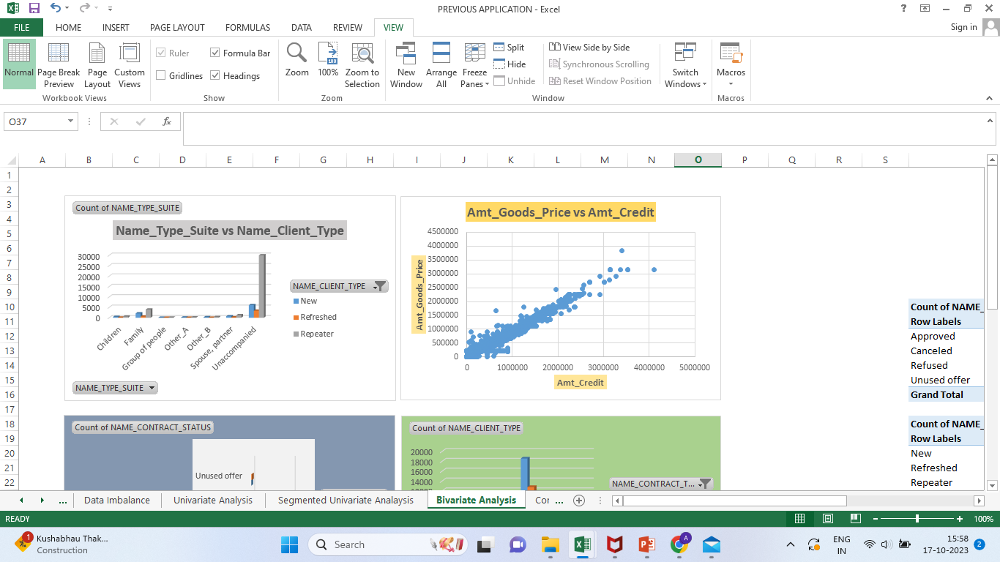 PREVIOUS APPLICATION - Excel
FILE HOME INSERT PAGE LAYOUT FORMULAS DATA REVIEW VIEW Sign in
Normal Page Break Preview Page Layout Custom Views
Workbook Views
Ruler Formula Bar
Gridlines Headings
Show
Zoom 100% Zoom to Selection
Zoom
New Window Arrange All Freeze Panes
Split
Hide
Unhide
View Side by Side
Synchronous Scrolling
Reset Window Position
Window
Switch Windows
Macros
Macros
O37
fx
A B C D E F G H I J K L M N O P Q R S
1
2
3
4
5
6
7
8
9
10
11
12
13
14
15
16
17
18
19
20
21
22
Count of NAME_TYPE_SUITE
Name_Type_Suite vs Name_Client_Type
30000
25000
20000
15000
10000
5000
0
Children Family Group of people Other_A Other_B Spouse, partner Unaccompanied
NAME_CLIENT_TYPE
New
Refreshed
Repeater
NAME_TYPE_SUITE
Amt_Goods_Price vs Amt_Credit
Amt_Goods_Price
4500000
4000000
3500000
3000000
2500000
2000000
1500000
1000000
500000
0
0 1000000 2000000 3000000 4000000 5000000
Amt_Credit
Count of NAME_
Row Labels
Approved
Canceled
Refused
Unused offer
Grand Total
Count of NAME_
Row Labels
New
Refreshed
Repeater
Count of NAME_CONTRACT_STATUS
Unused offer
Count of NAME_CLIENT_TYPE
20000
18000
16000
14000
NAME_CONTRACT_T...
... Data Imbalance Univariate Analysis Segmented Univariate Analaysis Bivariate Analysis Cor ...
READY 100%
1
Kushabhau Thak...
Construction
Search
A
ENG
IN
15:58
17-10-2023
2